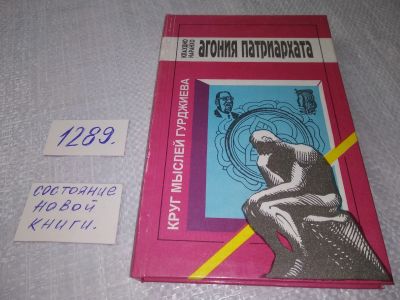 КЛАУДИО
НАРАНХО
агония патриархата
КРУГ МЫСЛЕЙ ГУРДЖИЕВА
1289.
состояние
новой
книги.